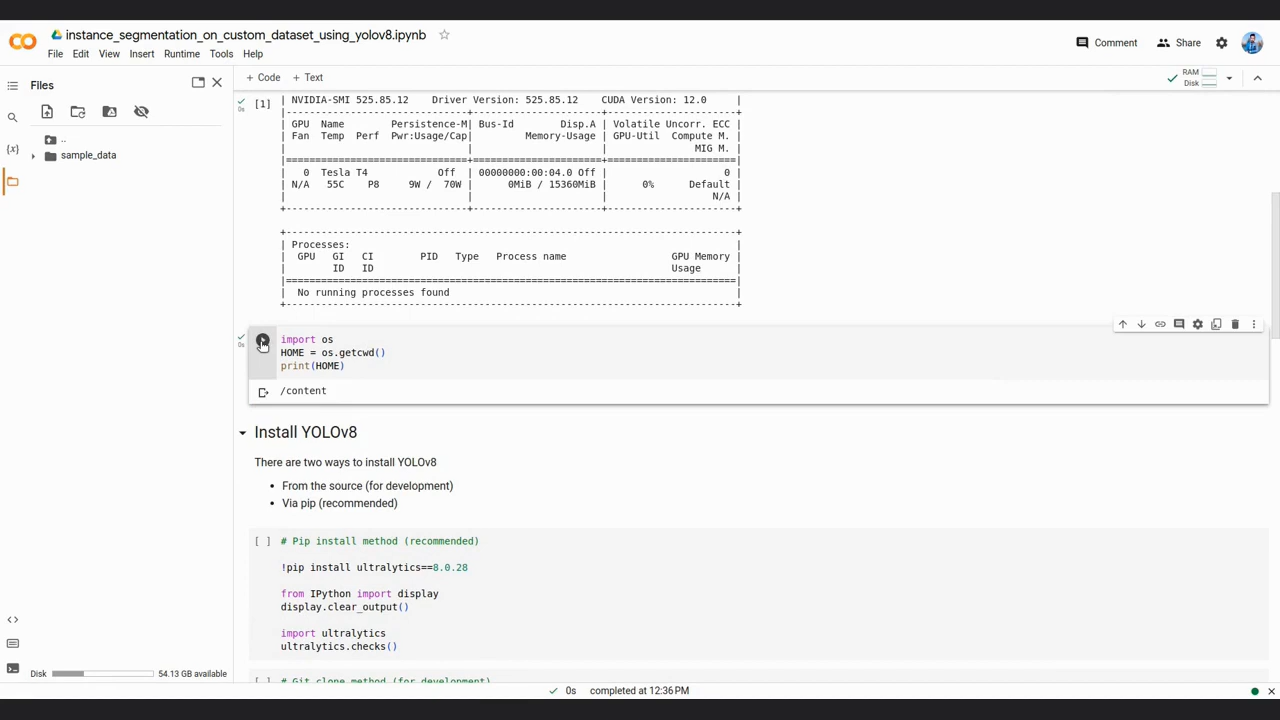 instance_segmentation_on_custom_dataset_using_yolov8.ipynb
File Edit View Insert Runtime Tools Help
Comment Share
Files
+ Code + Text
RAM
Disk
..
sample_data
[1]
0s
| NVIDIA-SMI 525.85.12 Driver Version: 525.85.12 CUDA Version: 12.0 |
|-------------------------------+----------------------+----------------------+
| GPU Name Persistence-M| Bus-Id Disp.A | Volatile Uncorr. ECC |
| Fan Temp Perf Pwr:Usage/Cap| Memory-Usage | GPU-Util Compute M. |
| | | MIG M. |
|===============================+======================+======================|
| 0 Tesla T4 Off | 00000000:00:04.0 Off | 0 |
| N/A 55C P8 9W / 70W | 0MiB / 15360MiB | 0% Default |
| | | N/A |
+-------------------------------+----------------------+----------------------+
+-----------------------------------------------------------------------------+
| Processes: |
| GPU GI CI PID Type Process name GPU Memory |
| ID ID Usage |
|=============================================================================|
| No running processes found |
+-----------------------------------------------------------------------------+
0s
import os
HOME = os.getcwd()
print(HOME)
/content
Install YOLOv8
There are two ways to install YOLOv8
• From the source (for development)
• Via pip (recommended)
[ ] # Pip install method (recommended)
!pip install ultralytics==8.0.28
from IPython import display
display.clear_output()
import ultralytics
ultralytics.checks()
[ ] # Git clone method (for development)
Disk 54.13 GB available
0s completed at 12:36 PM